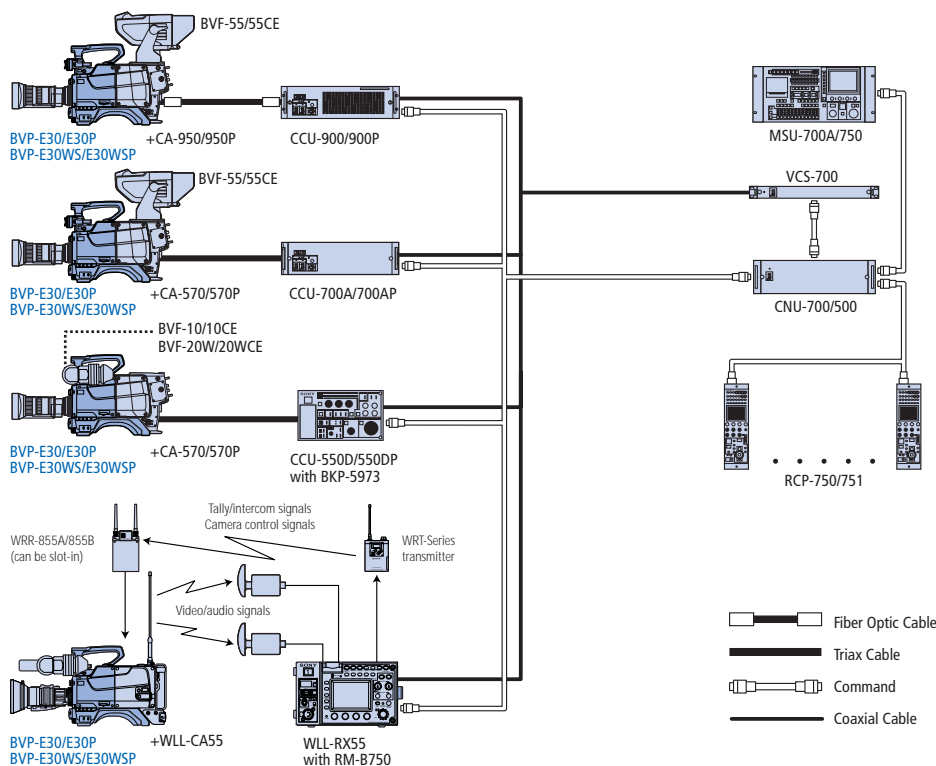 BVF-55/55CE
BVP-E30/E30P
BVP-E30WS/E30WSP
+CA-950/950P
CCU-900/900P
MSU-700A/750
BVF-55/55CE
VCS-700
BVP-E30/E30P
BVP-E30WS/E30WSP
+CA-570/570P
CCU-700A/700AP
CNU-700/500
BVF-10/10CE
BVF-20W/20WCE
SONY
BVP-E30/E30P
BVP-E30WS/E30WSP
+CA-570/570P
CCU-550D/550DP
with BKP-5973
RCP-750/751
WRR-855A/855B
(can be slot-in)
Tally/intercom signals
Camera control signals
WRT-Series
transmitter
Video/audio signals
SONY
BVP-E30/E30P
BVP-E30WS/E30WSP
+WLL-CA55
WLL-RX55
with RM-B750
Fiber Optic Cable
Triax Cable
Command
Coaxial Cable